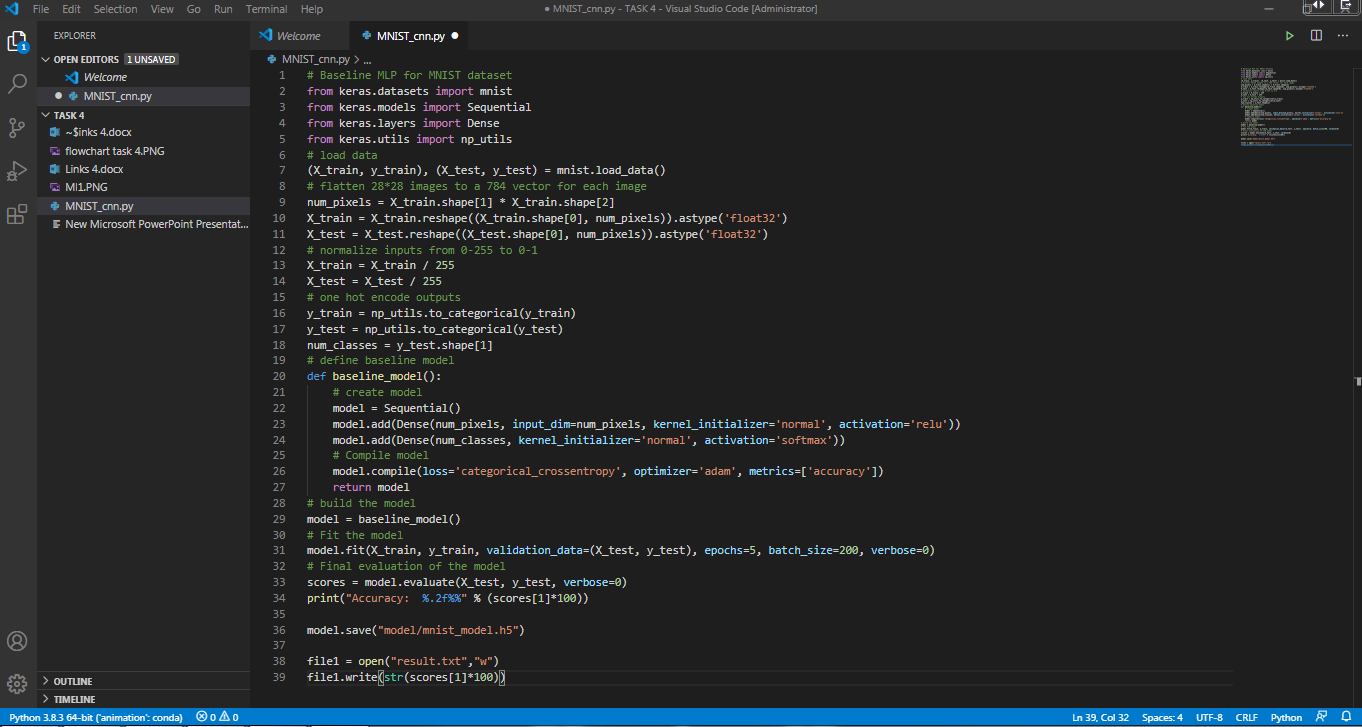 File Edit Selection View Go Run Terminal Help
● MNIST_cnn.py - TASK 4 - Visual Studio Code [Administrator]
EXPLORER
Welcome
MNIST_cnn.py ●
1
OPEN EDITORS 1 UNSAVED
Welcome
● MNIST_cnn.py
TASK 4
~$inks 4.docx
flowchart task 4.PNG
Links 4.docx
MI1.PNG
MNIST_cnn.py
New Microsoft PowerPoint Presentat...
OUTLINE
TIMELINE
MNIST_cnn.py > ...
1 # Baseline MLP for MNIST dataset
2 from keras.datasets import mnist
3 from keras.models import Sequential
4 from keras.layers import Dense
5 from keras.utils import np_utils
6 # load data
7 (X_train, y_train), (X_test, y_test) = mnist.load_data()
8 # flatten 28*28 images to a 784 vector for each image
9 num_pixels = X_train.shape[1] * X_train.shape[2]
10 X_train = X_train.reshape((X_train.shape[0], num_pixels)).astype('float32')
11 X_test = X_test.reshape((X_test.shape[0], num_pixels)).astype('float32')
12 # normalize inputs from 0-255 to 0-1
13 X_train = X_train / 255
14 X_test = X_test / 255
15 # one hot encode outputs
16 y_train = np_utils.to_categorical(y_train)
17 y_test = np_utils.to_categorical(y_test)
18 num_classes = y_test.shape[1]
19 # define baseline model
20 def baseline_model():
21     # create model
22     model = Sequential()
23     model.add(Dense(num_pixels, input_dim=num_pixels, kernel_initializer='normal', activation='relu'))
24     model.add(Dense(num_classes, kernel_initializer='normal', activation='softmax'))
25     # Compile model
26     model.compile(loss='categorical_crossentropy', optimizer='adam', metrics=['accuracy'])
27     return model
28 # build the model
29 model = baseline_model()
30 # Fit the model
31 model.fit(X_train, y_train, validation_data=(X_test, y_test), epochs=5, batch_size=200, verbose=0)
32 # Final evaluation of the model
33 scores = model.evaluate(X_test, y_test, verbose=0)
34 print("Accuracy:  %.2f%%" % (scores[1]*100))
35
36 model.save("model/mnist_model.h5")
37
38 file1 = open("result.txt","w")
39 file1.write(str(scores[1]*100))
Python 3.8.3 64-bit ('animation': conda) 0 0
Ln 39, Col 32 Spaces: 4 UTF-8 CRLF Python